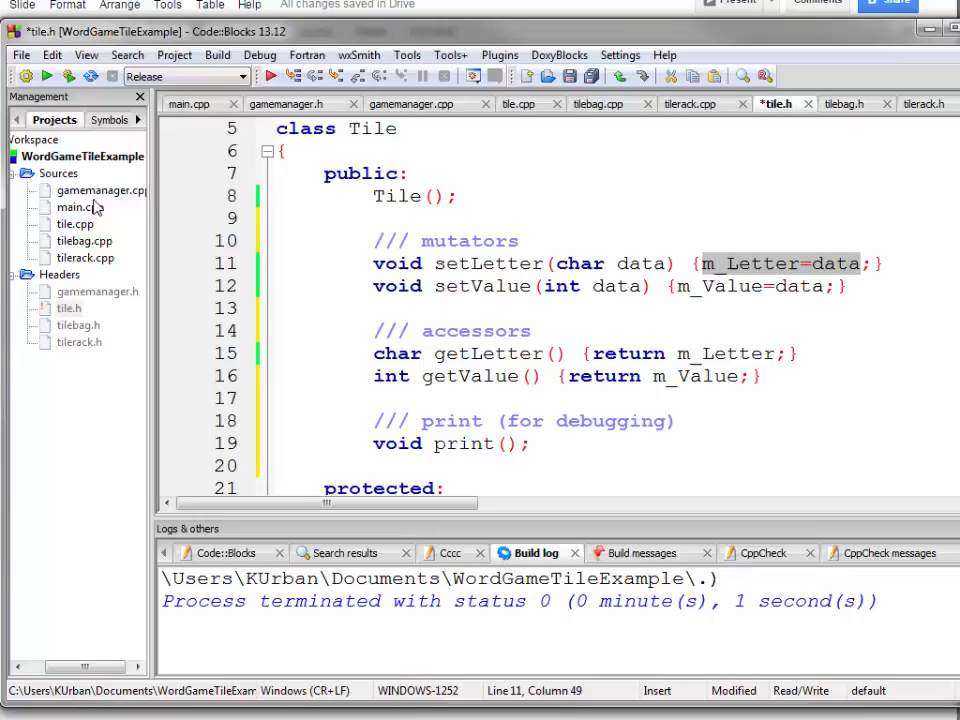 Slide Format Arrange Tools Table Help All changes saved in Drive Present Comments Share
*tile.h [WordGameTileExample] - Code::Blocks 13.12
File Edit View Search Project Build Debug Fortran wxSmith Tools Tools+ Plugins DoxyBlocks Settings Help
Release
Management
main.cpp gamemanager.h gamemanager.cpp tile.cpp tilebag.cpp tilerack.cpp *tile.h tilebag.h tilerack.h
Projects Symbols
Workspace
WordGameTileExample
Sources
gamemanager.cpp
main.cpp
tile.cpp
tilebag.cpp
tilerack.cpp
Headers
gamemanager.h
tile.h
tilebag.h
tilerack.h
5 class Tile
6 {
7 public:
8 Tile();
9
10 /// mutators
11 void setLetter(char data) {m_Letter=data;}
12 void setValue(int data) {m_Value=data;}
13
14 /// accessors
15 char getLetter() {return m_Letter;}
16 int getValue() {return m_Value;}
17
18 /// print (for debugging)
19 void print();
20
21 protected:
Logs & others
Code::Blocks Search results Cccc Build log Build messages CppCheck CppCheck messages
\Users\KUrban\Documents\WordGameTileExample\.)
Process terminated with status 0 (0 minute(s), 1 second(s))
C:\Users\KUrban\Documents\WordGameTileExam Windows (CR+LF) WINDOWS-1252 Line 11, Column 49 Insert Modified Read/Write default